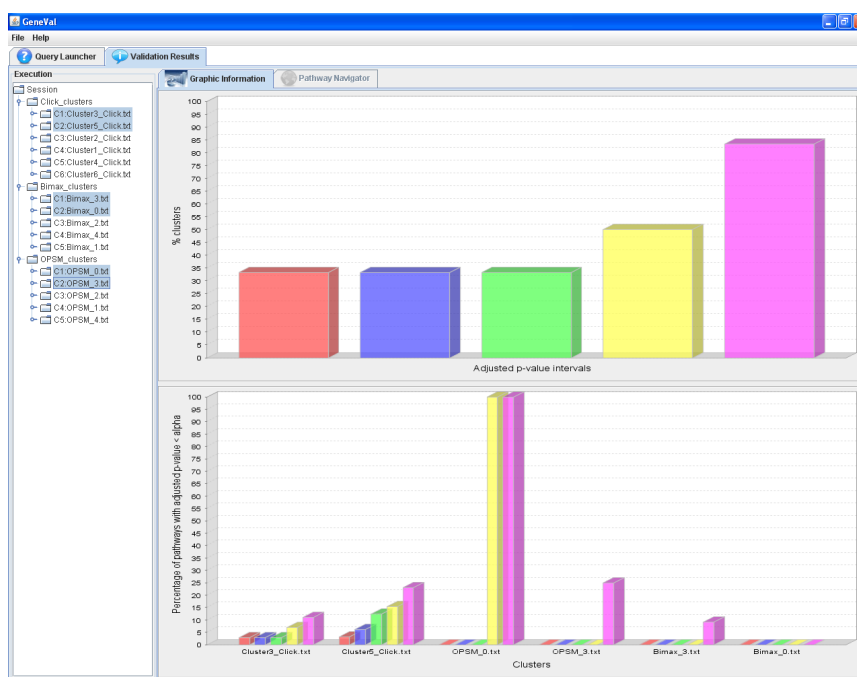 GeneVal
File Help
Query Launcher
Validation Results
Execution
Session
Click_clusters
C1:Cluster3_Click.txt
C2:Cluster5_Click.txt
C3:Cluster2_Click.txt
C4:Cluster1_Click.txt
C5:Cluster4_Click.txt
C6:Cluster6_Click.txt
Bimax_clusters
C1:Bimax_3.txt
C2:Bimax_0.txt
C3:Bimax_2.txt
C4:Bimax_4.txt
C5:Bimax_1.txt
OPSM_clusters
C1:OPSM_0.txt
C2:OPSM_3.txt
C3:OPSM_2.txt
C4:OPSM_1.txt
C5:OPSM_4.txt
Graphic Information
Pathway Navigator
% clusters
100
95
90
85
80
75
70
65
60
55
50
45
40
35
30
25
20
15
10
5
0
Adjusted p-value intervals
Percentage of pathways with adjusted p-value < alpha
100
95
90
85
80
75
70
65
60
55
50
45
40
35
30
25
20
15
10
5
0
Cluster3_Click.txt
Cluster5_Click.txt
OPSM_0.txt
OPSM_3.txt
Bimax_3.txt
Bimax_0.txt
Clusters